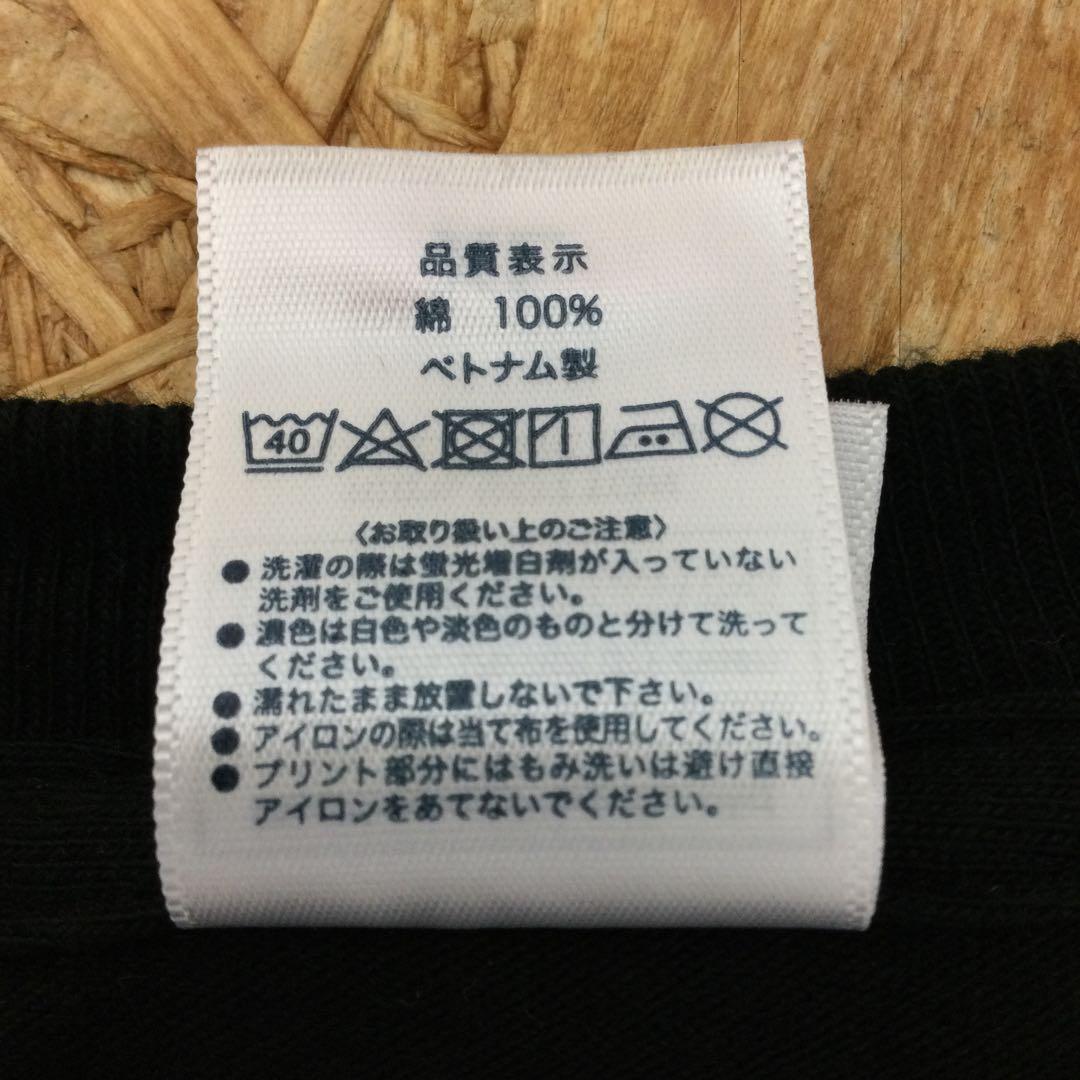 品質表示
綿 100%
ベトナム製
40
〈お取り扱い上のご注意〉
● 洗濯の際は蛍光増白剤が入っていない
洗剤をご使用ください。
● 濃色は白色や淡色のものと分けて洗って
ください。
● 濡れたまま放置しないで下さい。
● アイロンの際は当て布を使用してください。
● プリント部分にはもみ洗いは避け直接
アイロンをあてないでください。